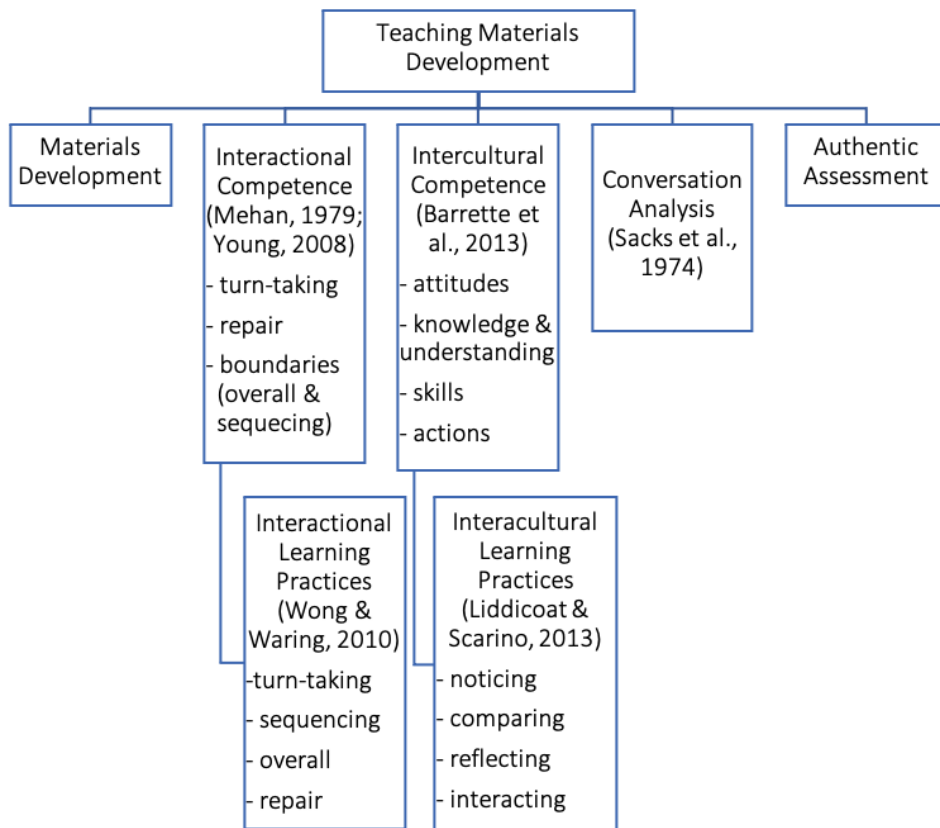 Teaching Materials
Development
Materials
Development
Interactional
Competence
(Mehan, 1979;
Young, 2008)
- turn-taking
- repair
- boundaries
(overall &
sequecing)
Intercultural
Competence
(Barrette et
al., 2013)
- attitudes
- knowledge &
understanding
- skills
- actions
Conversation
Analysis
(Sacks et al.,
1974)
Authentic
Assessment
Interactional
Learning
Practices
(Wong &
Waring, 2010)
-turn-taking
- sequencing
- overall
- repair
Interacultural
Learning
Practices
(Liddicoat &
Scarino, 2013)
- noticing
- comparing
- reflecting
- interacting